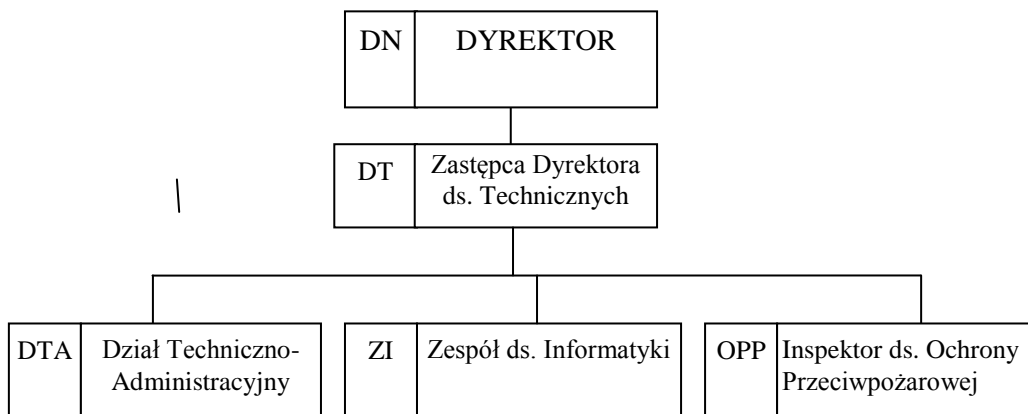 DN DYREKTOR
DT Zastępca Dyrektora
ds. Technicznych
DTA Dział Techniczno-
Administracyjny
ZI Zespół ds. Informatyki
OPP Inspektor ds. Ochrony
Przeciwpożarowej